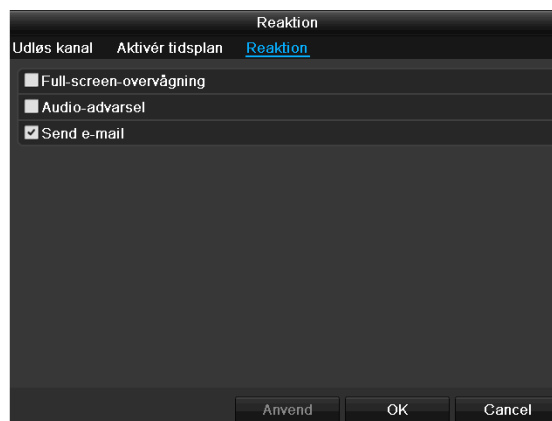 Reaktion
Udløs kanal Aktivér tidsplan Reaktion
Full-screen-overvågning
Audio-advarsel
Send e-mail
Anvend OK Cancel